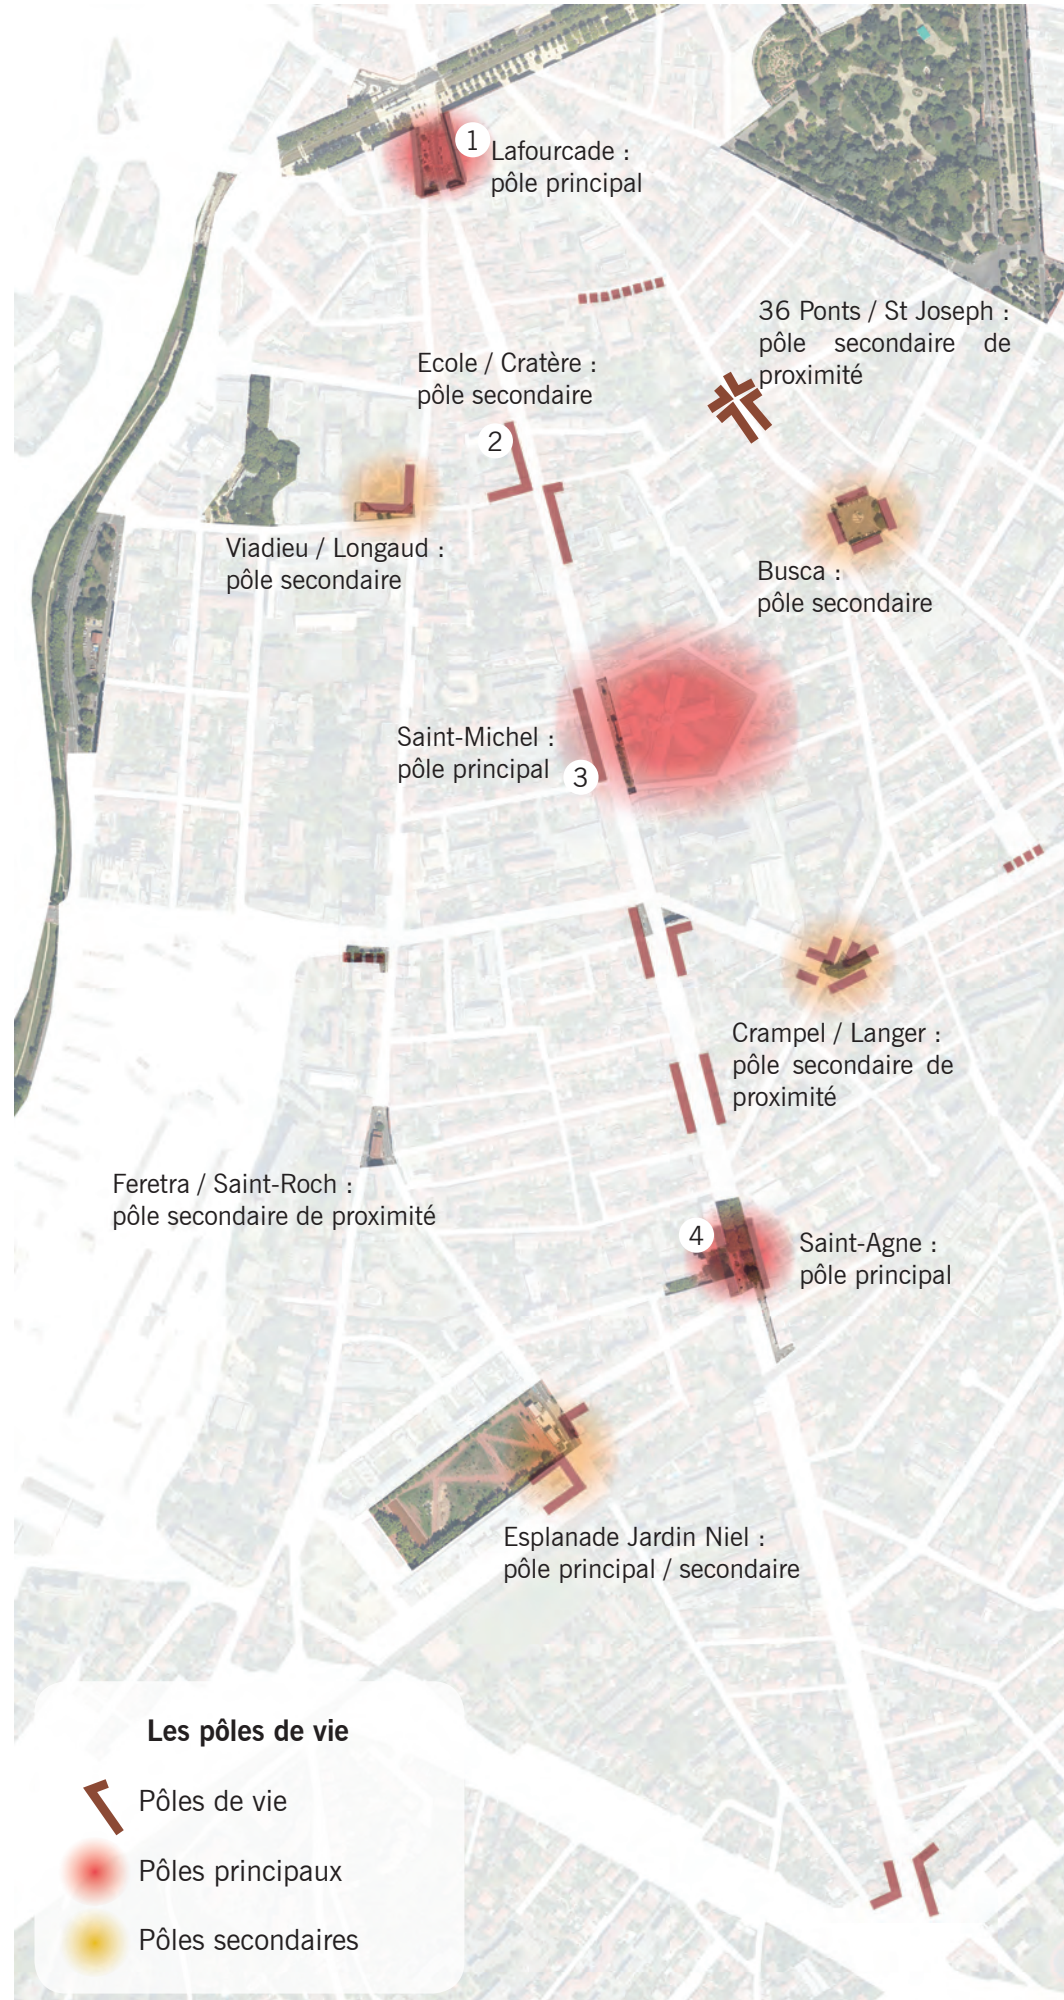 1
Lafourcade :
pôle principal
36 Ponts / St Joseph :
pôle secondaire de
proximité
Ecole / Cratère :
pôle secondaire
2
Viadieu / Longaud :
pôle secondaire
Busca :
pôle secondaire
Saint-Michel :
pôle principal
3
Crampel / Langer :
pôle secondaire de
proximité
Feretra / Saint-Roch :
pôle secondaire de proximité
4
Saint-Agne :
pôle principal
Esplanade Jardin Niel :
pôle principal / secondaire
Les pôles de vie
Pôles de vie
Pôles principaux
Pôles secondaires